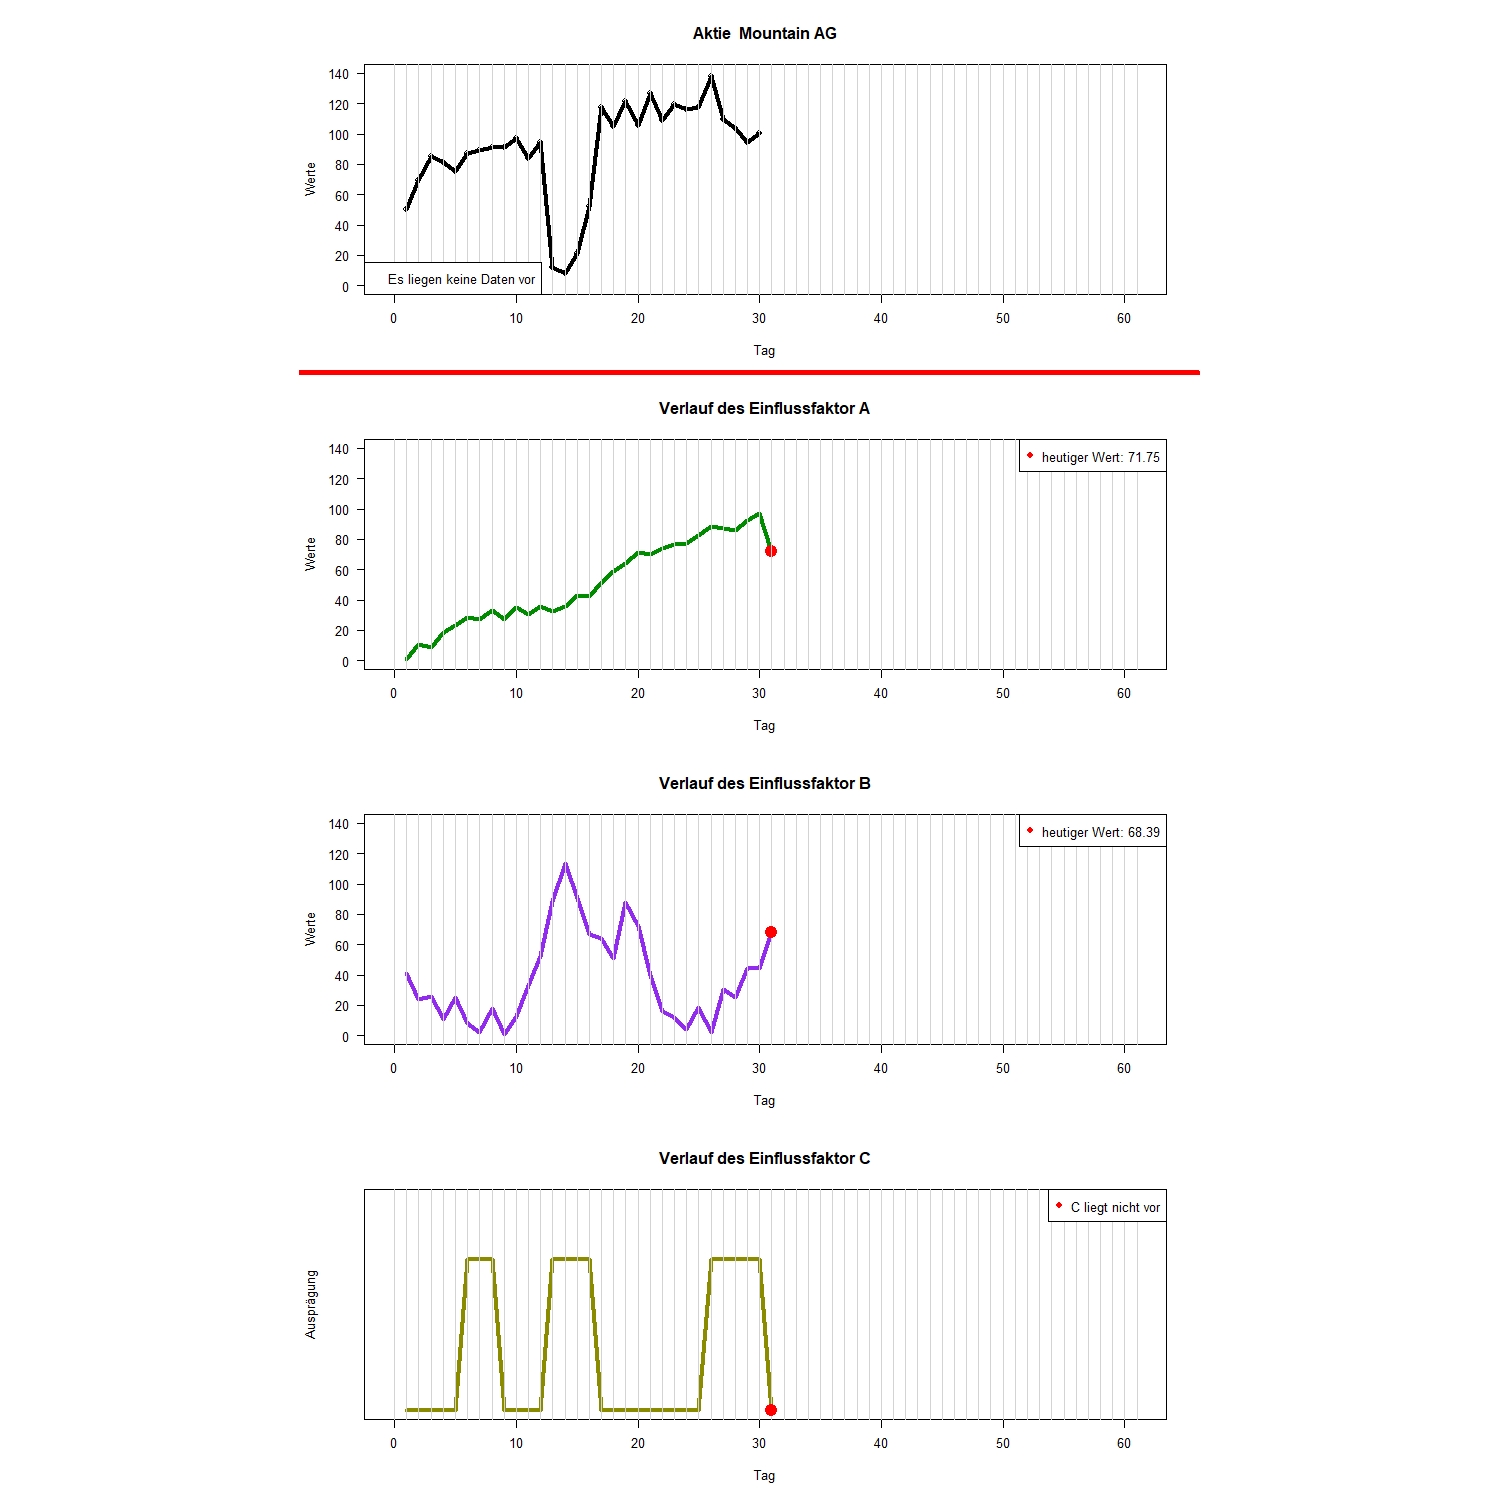 Aktie  Mountain AG
140
120
100
80
60
40
20
0
Werte
Es liegen keine Daten vor
0 10 20 30 40 50 60
Tag
Verlauf des Einflussfaktor A
140
120
100
80
60
40
20
0
Werte
heutiger Wert: 71.75
0 10 20 30 40 50 60
Tag
Verlauf des Einflussfaktor B
140
120
100
80
60
40
20
0
Werte
heutiger Wert: 68.39
0 10 20 30 40 50 60
Tag
Verlauf des Einflussfaktor C
Ausprägung
C liegt nicht vor
0 10 20 30 40 50 60
Tag